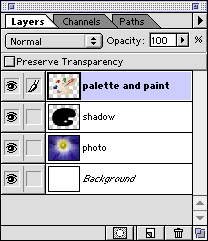 Layers Channels Paths
Normal Opacity: 100 %
Preserve Transparency
palette and paint
shadow
photo
Background